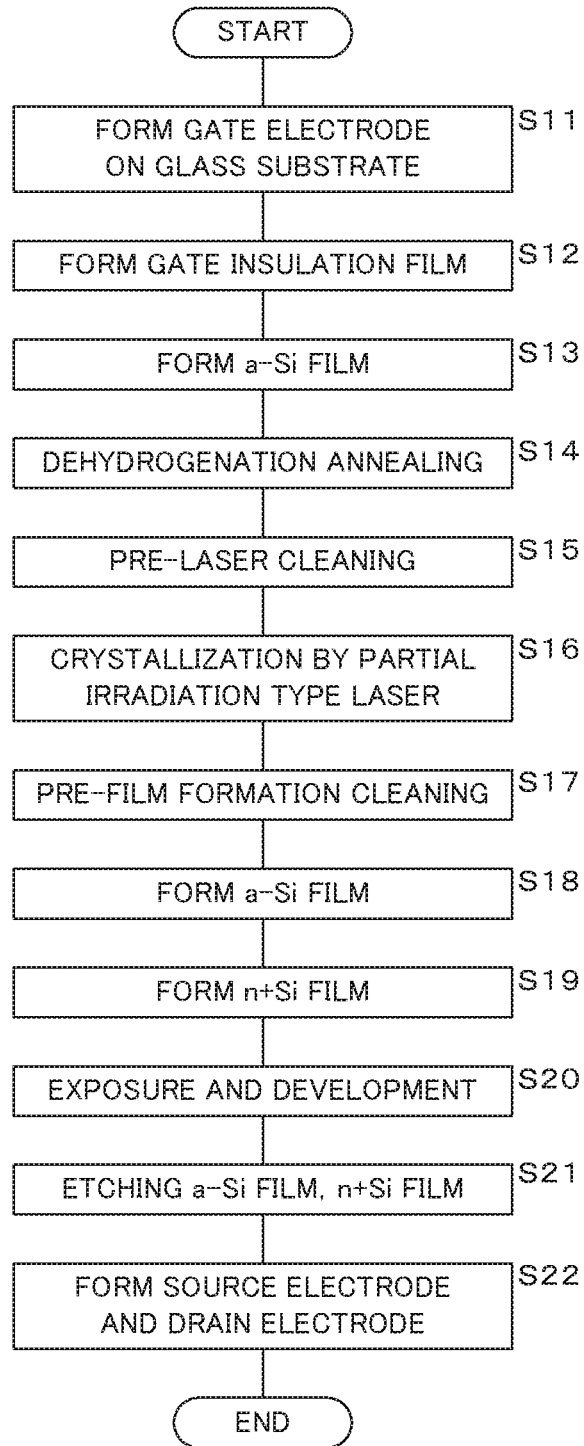 START
FORM GATE ELECTRODE
ON GLASS SUBSTRATE
S11
FORM GATE INSULATION FILM
S12
FORM a-Si FILM
S13
DEHYDROGENATION ANNEALING
S14
PRE-LASER CLEANING
S15
CRYSTALLIZATION BY PARTIAL
IRRADIATION TYPE LASER
S16
PRE-FILM FORMATION CLEANING
S17
FORM a-Si FILM
S18
FORM n+Si FILM
S19
EXPOSURE AND DEVELOPMENT
S20
ETCHING a-Si FILM, n+Si FILM
S21
FORM SOURCE ELECTRODE
AND DRAIN ELECTRODE
S22
END